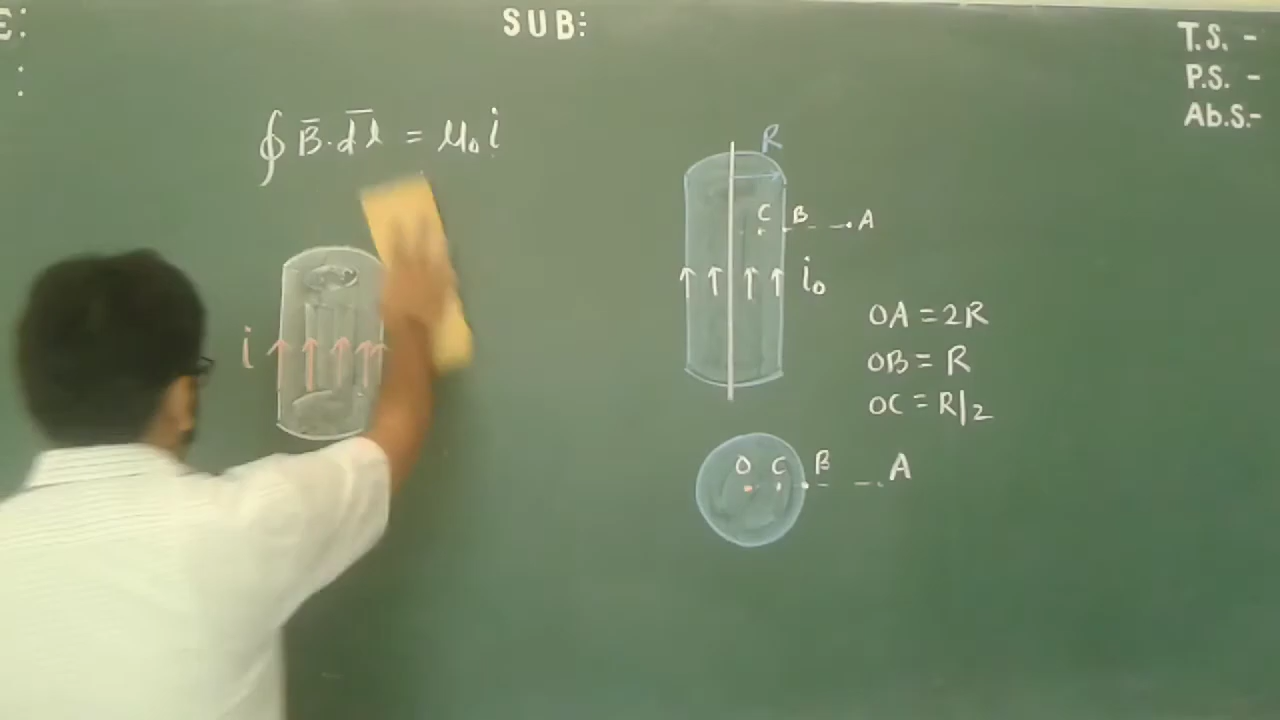 E:
:
SUB:
T.S. -
P.S. -
Ab.S.-
∮ B̅.d̅l̅ = μ₀i
i
R
C B A
i₀
OA = 2R
OB = R
OC = R/2
O C B A